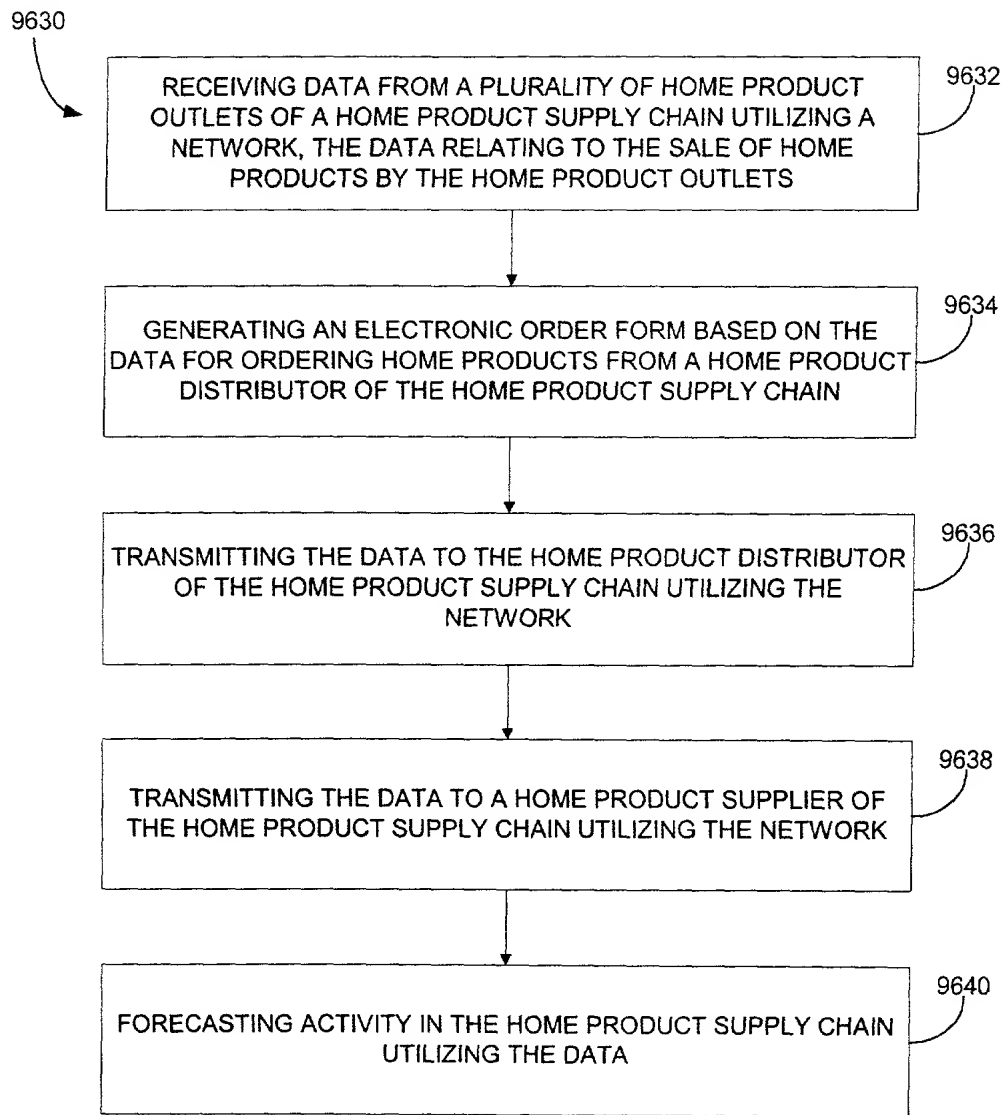 9630
9632
RECEIVING DATA FROM A PLURALITY OF HOME PRODUCT
OUTLETS OF A HOME PRODUCT SUPPLY CHAIN UTILIZING A
NETWORK, THE DATA RELATING TO THE SALE OF HOME
PRODUCTS BY THE HOME PRODUCT OUTLETS
9634
GENERATING AN ELECTRONIC ORDER FORM BASED ON THE
DATA FOR ORDERING HOME PRODUCTS FROM A HOME PRODUCT
DISTRIBUTOR OF THE HOME PRODUCT SUPPLY CHAIN
9636
TRANSMITTING THE DATA TO THE HOME PRODUCT DISTRIBUTOR
OF THE HOME PRODUCT SUPPLY CHAIN UTILIZING THE
NETWORK
9638
TRANSMITTING THE DATA TO A HOME PRODUCT SUPPLIER OF
THE HOME PRODUCT SUPPLY CHAIN UTILIZING THE NETWORK
9640
FORECASTING ACTIVITY IN THE HOME PRODUCT SUPPLY CHAIN
UTILIZING THE DATA